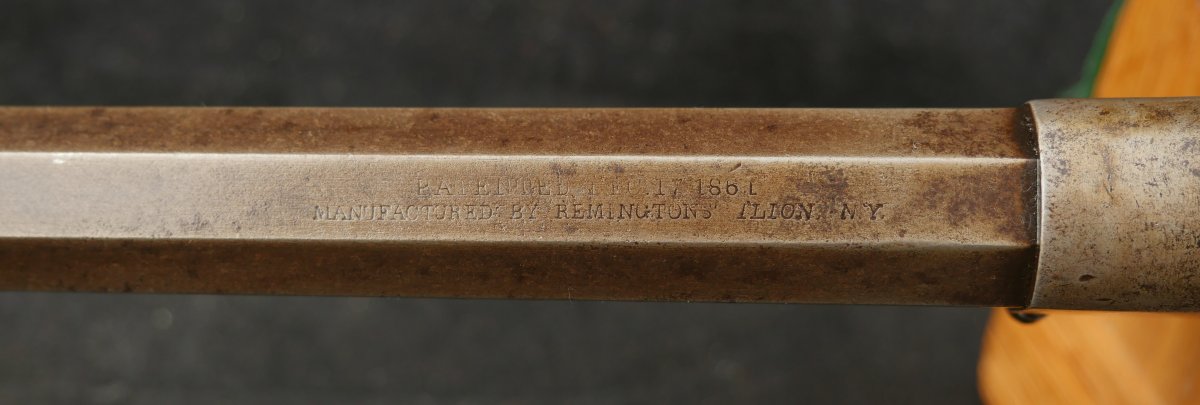 PATENTED DEC. 17 1861
MANUFACTURED BY REMINGTONS' ILION. N.Y.